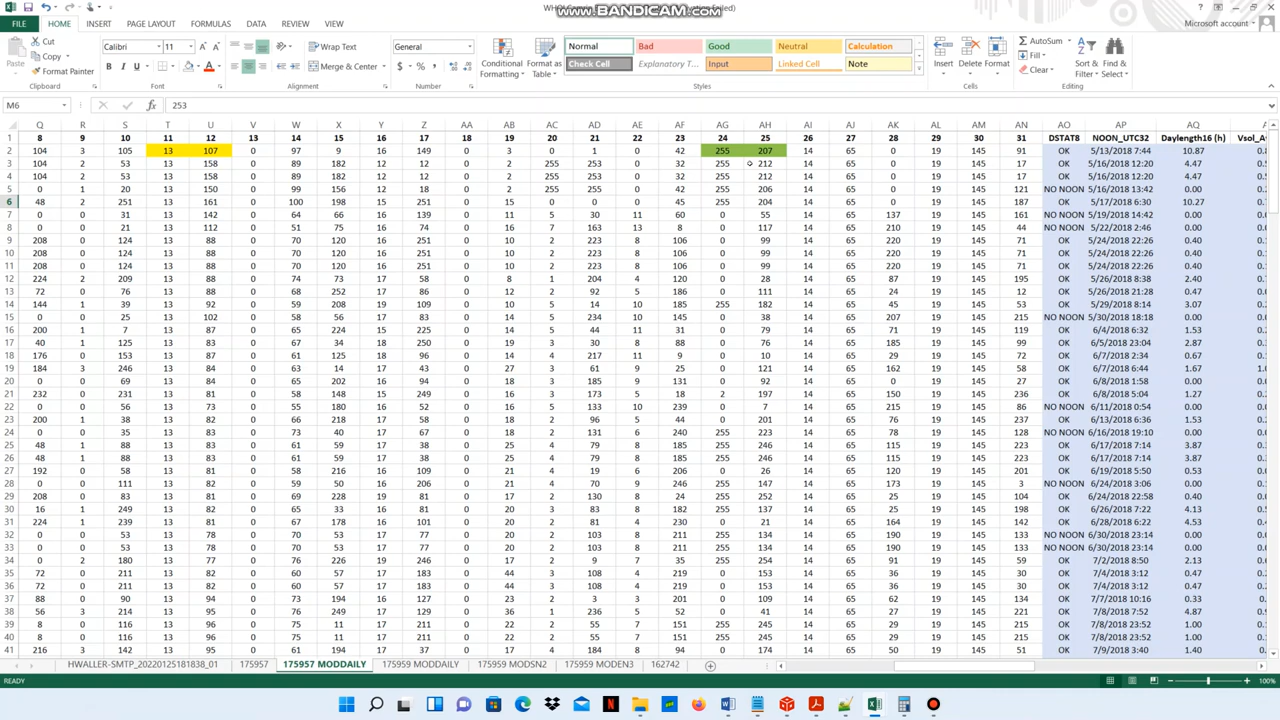 www.BANDICAM.com
FILE HOME INSERT PAGE LAYOUT FORMULAS DATA REVIEW VIEW Microsoft account
Paste Cut Copy Format Painter Calibri 11 General Wrap Text Merge & Center Conditional Formatting Format as Table Normal Bad Good Neutral Calculation Insert Delete Format AutoSum Fill Clear Sort & Filter Find & Select
Check Cell Explanatory T... Input Linked Cell Note
Clipboard Font Alignment Number Styles Cells Editing
M6 fx 253
Q R S T U V W X Y Z AA AB AC AD AE AF AG AH AI AJ AK AL AM AN AO AP AQ
1 8 9 10 11 12 13 14 15 16 17 18 19 20 21 22 23 24 25 26 27 28 29 30 31 DSTAT8 NOON_UTC32 Daylength16 (h)
2 104 3 105 13 107 0 97 9 16 149 0 3 0 1 0 42 255 207 14 65 0 19 145 91 OK 5/13/2018 7:44 10.87
3 104 2 53 13 158 0 89 182 12 12 0 2 255 253 0 32 255 212 14 65 0 19 145 17 OK 5/16/2018 12:20 4.47
4 104 2 53 13 158 0 89 182 12 12 0 2 255 253 0 32 255 212 14 65 0 19 145 17 OK 5/16/2018 12:20 4.47
5 0 1 20 13 150 0 99 156 12 18 0 2 255 255 0 42 255 206 14 65 0 19 145 121 NO NOON 5/16/2018 13:42 0.00
6 48 2 251 13 161 0 100 198 15 251 0 15 0 0 0 45 255 204 14 65 0 19 145 187 OK 5/17/2018 6:30 10.27
7 0 0 31 13 142 0 64 66 16 139 0 11 5 30 11 60 0 55 14 65 137 19 145 161 NO NOON 5/19/2018 14:42 0.00
8 0 0 21 13 112 0 51 75 16 74 0 16 7 163 13 8 0 117 14 65 210 19 145 44 NO NOON 5/22/2018 2:46 0.00
9 208 0 124 13 88 0 70 120 16 251 0 10 2 223 8 106 0 99 14 65 220 19 145 71 OK 5/24/2018 22:26 0.40
10 208 0 124 13 88 0 70 120 16 251 0 10 2 223 8 106 0 99 14 65 220 19 145 71 OK 5/24/2018 22:26 0.40
11 208 0 124 13 88 0 70 120 16 251 0 10 2 223 8 106 0 99 14 65 220 19 145 71 OK 5/24/2018 22:26 0.40
12 224 2 209 13 88 0 74 73 17 58 0 8 1 204 4 120 0 28 14 65 87 19 145 195 OK 5/26/2018 8:38 2.40
13 72 0 76 13 88 0 68 252 17 86 0 12 2 92 5 186 0 111 14 65 24 19 145 12 OK 5/26/2018 21:28 0.47
14 144 1 39 13 92 0 59 208 19 109 0 10 5 14 10 185 255 182 14 65 45 19 145 53 OK 5/29/2018 8:14 3.07
15 0 0 25 13 102 0 58 56 17 83 0 14 5 234 10 145 0 38 14 65 207 19 145 215 NO NOON 5/30/2018 18:18 0.00
16 200 1 7 13 87 0 65 224 15 225 0 14 5 44 11 31 0 79 14 65 71 19 145 119 OK 6/4/2018 6:32 1.53
17 40 1 125 13 83 0 67 34 18 250 0 19 3 30 8 88 0 76 14 65 185 19 145 99 OK 6/5/2018 23:04 2.87
18 176 0 153 13 87 0 61 125 18 96 0 14 4 217 11 9 0 10 14 65 29 19 145 72 OK 6/7/2018 2:34 0.67
19 184 3 246 13 84 0 63 14 17 43 0 27 3 61 9 25 0 121 14 65 162 19 145 58 OK 6/7/2018 6:44 1.67
20 0 0 69 13 84 0 65 202 16 94 0 18 3 185 9 131 0 92 14 65 0 19 145 27 OK 6/8/2018 1:58 0.00
21 232 0 231 13 81 0 58 148 15 249 0 16 3 173 5 18 2 197 14 65 150 19 145 236 OK 6/8/2018 5:04 1.27
22 0 0 56 13 82 0 55 180 16 52 0 16 5 133 10 239 0 7 14 65 215 19 145 86 NO NOON 6/11/2018 0:54 0.00
23 200 1 38 13 83 0 66 218 17 58 0 18 2 96 5 44 0 201 14 65 76 19 145 237 OK 6/13/2018 6:36 1.53
24 0 0 41 13 82 0 73 40 17 67 0 18 2 131 6 240 255 223 14 65 78 19 145 128 NO NOON 6/16/2018 19:10 0.00
25 48 1 88 13 83 0 61 59 17 38 0 25 4 79 8 185 255 246 14 65 115 19 145 223 OK 6/17/2018 7:14 3.87
26 48 1 88 13 83 0 61 59 17 38 0 25 4 79 8 185 255 246 14 65 115 19 145 223 OK 6/17/2018 7:14 3.87
27 192 0 58 13 81 0 58 216 16 109 0 21 4 19 6 206 0 26 14 65 120 19 145 201 OK 6/19/2018 5:50 0.53
28 0 0 110 13 81 0 59 50 16 206 0 21 4 70 9 246 255 147 14 65 173 19 145 3 NO NOON 6/24/2018 3:06 0.00
29 208 0 83 13 81 0 69 228 19 81 0 17 2 130 8 24 255 252 14 65 37 19 145 104 OK 6/24/2018 22:58 0.40
30 16 1 249 13 82 0 65 51 16 240 0 20 3 83 8 182 255 137 14 65 25 19 145 198 OK 6/26/2018 7:22 4.13
31 224 1 239 13 81 0 67 178 16 101 0 20 2 81 4 230 0 21 14 65 164 19 145 142 OK 6/28/2018 6:22 4.53
32 0 0 53 13 78 0 70 53 17 77 0 20 2 103 8 211 255 134 14 65 190 19 145 133 NO NOON 6/30/2018 23:14 0.00
33 0 0 53 13 78 0 70 53 17 77 0 20 2 103 8 211 255 134 14 65 190 19 145 133 NO NOON 6/30/2018 23:14 0.00
34 0 2 180 13 77 0 76 226 19 246 0 17 2 9 7 35 255 254 14 65 91 19 145 59 OK 7/2/2018 8:50 2.13
35 72 0 211 13 82 0 60 57 17 183 0 44 3 108 4 219 0 153 14 65 36 19 145 30 OK 7/4/2018 3:12 0.47
36 72 0 211 13 82 0 60 57 17 183 0 44 3 108 4 219 0 153 14 65 36 19 145 30 OK 7/4/2018 3:12 0.47
37 88 0 90 13 94 0 73 194 16 127 0 23 2 3 3 201 0 109 14 65 62 19 145 134 OK 7/7/2018 10:16 0.33
38 56 3 214 13 95 0 76 249 17 211 0 36 1 236 5 52 0 41 14 65 27 19 145 221 OK 7/8/2018 7:52 4.87
39 8 0 116 13 96 0 75 11 17 211 0 22 2 55 7 151 255 244 14 65 0 19 145 215 OK 7/8/2018 23:52 1.00
40 8 0 116 13 95 0 75 11 17 211 0 22 2 55 7 151 255 245 14 65 0 19 145 215 OK 7/8/2018 23:52 1.00
41 216 3 142 13 95 0 61 194 17 37 0 20 4 184 9 94 0 174 14 65 50 19 145 68 OK 7/9/2018 3:40 1.40
HWALLER-SMTP_20220125181838_01 175957 175957 MODDAILY 175959 MODDAILY 175959 MODSN2 175959 MODEN3 162742
READY 100%